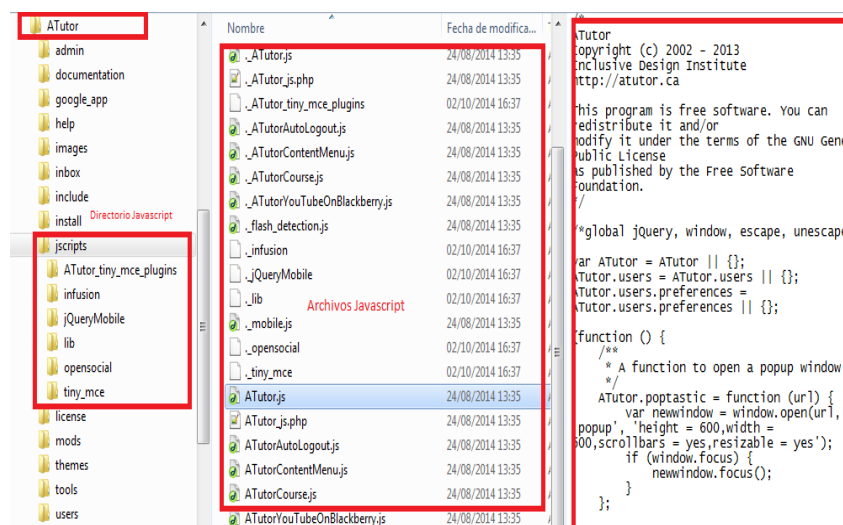 ATutor
admin
documentation
google_app
help
images
inbox
include
install
Directorio Javascript
jscripts
ATutor_tiny_mce_plugins
infusion
jQueryMobile
lib
opensocial
tiny_mce
license
mods
themes
tools
users
Nombre Fecha de modifica...
._ATutor.js 24/08/2014 13:35
._ATutor_js.php 24/08/2014 13:35
._ATutor_tiny_mce_plugins 02/10/2014 16:37
._ATutorAutoLogout.js 24/08/2014 13:35
._ATutorContentMenu.js 24/08/2014 13:35
._ATutorCourse.js 24/08/2014 13:35
._ATutorYouTubeOnBlackberry.js 24/08/2014 13:35
._flash_detection.js 24/08/2014 13:35
._infusion 02/10/2014 16:37
._jQueryMobile 02/10/2014 16:37
._lib 02/10/2014 16:37
Archivos Javascript
._mobile.js 24/08/2014 13:35
._opensocial 02/10/2014 16:37
._tiny_mce 02/10/2014 16:37
ATutor.js 24/08/2014 13:35
ATutor_js.php 24/08/2014 13:35
ATutorAutoLogout.js 24/08/2014 13:35
ATutorContentMenu.js 24/08/2014 13:35
ATutorCourse.js 24/08/2014 13:35
ATutorYouTubeOnBlackberry.js 24/08/2014 13:35
/*
ATutor
Copyright (c) 2002 - 2013
Inclusive Design Institute
http://atutor.ca
This program is free software. You can
redistribute it and/or
modify it under the terms of the GNU Gen
Public License
as published by the Free Software
Foundation.
*/
/*global jQuery, window, escape, unescape
var ATutor = ATutor || {};
ATutor.users = ATutor.users || {};
ATutor.users.preferences =
ATutor.users.preferences || {};
(function () {
/**
* A function to open a popup window
*/
ATutor.poptastic = function (url) {
var newwindow = window.open(url,
popup', 'height = 600,width =
600,scrollbars = yes,resizable = yes');
if (window.focus) {
newwindow.focus();
}
};